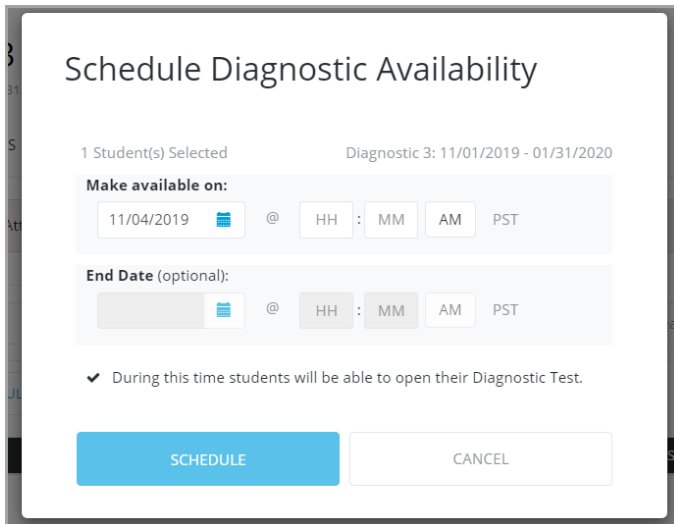 Schedule Diagnostic Availability
1 Student(s) Selected Diagnostic 3: 11/01/2019 - 01/31/2020
Make available on:
11/04/2019 @ HH : MM AM PST
End Date (optional):
@ HH : MM AM PST
During this time students will be able to open their Diagnostic Test.
SCHEDULE CANCEL